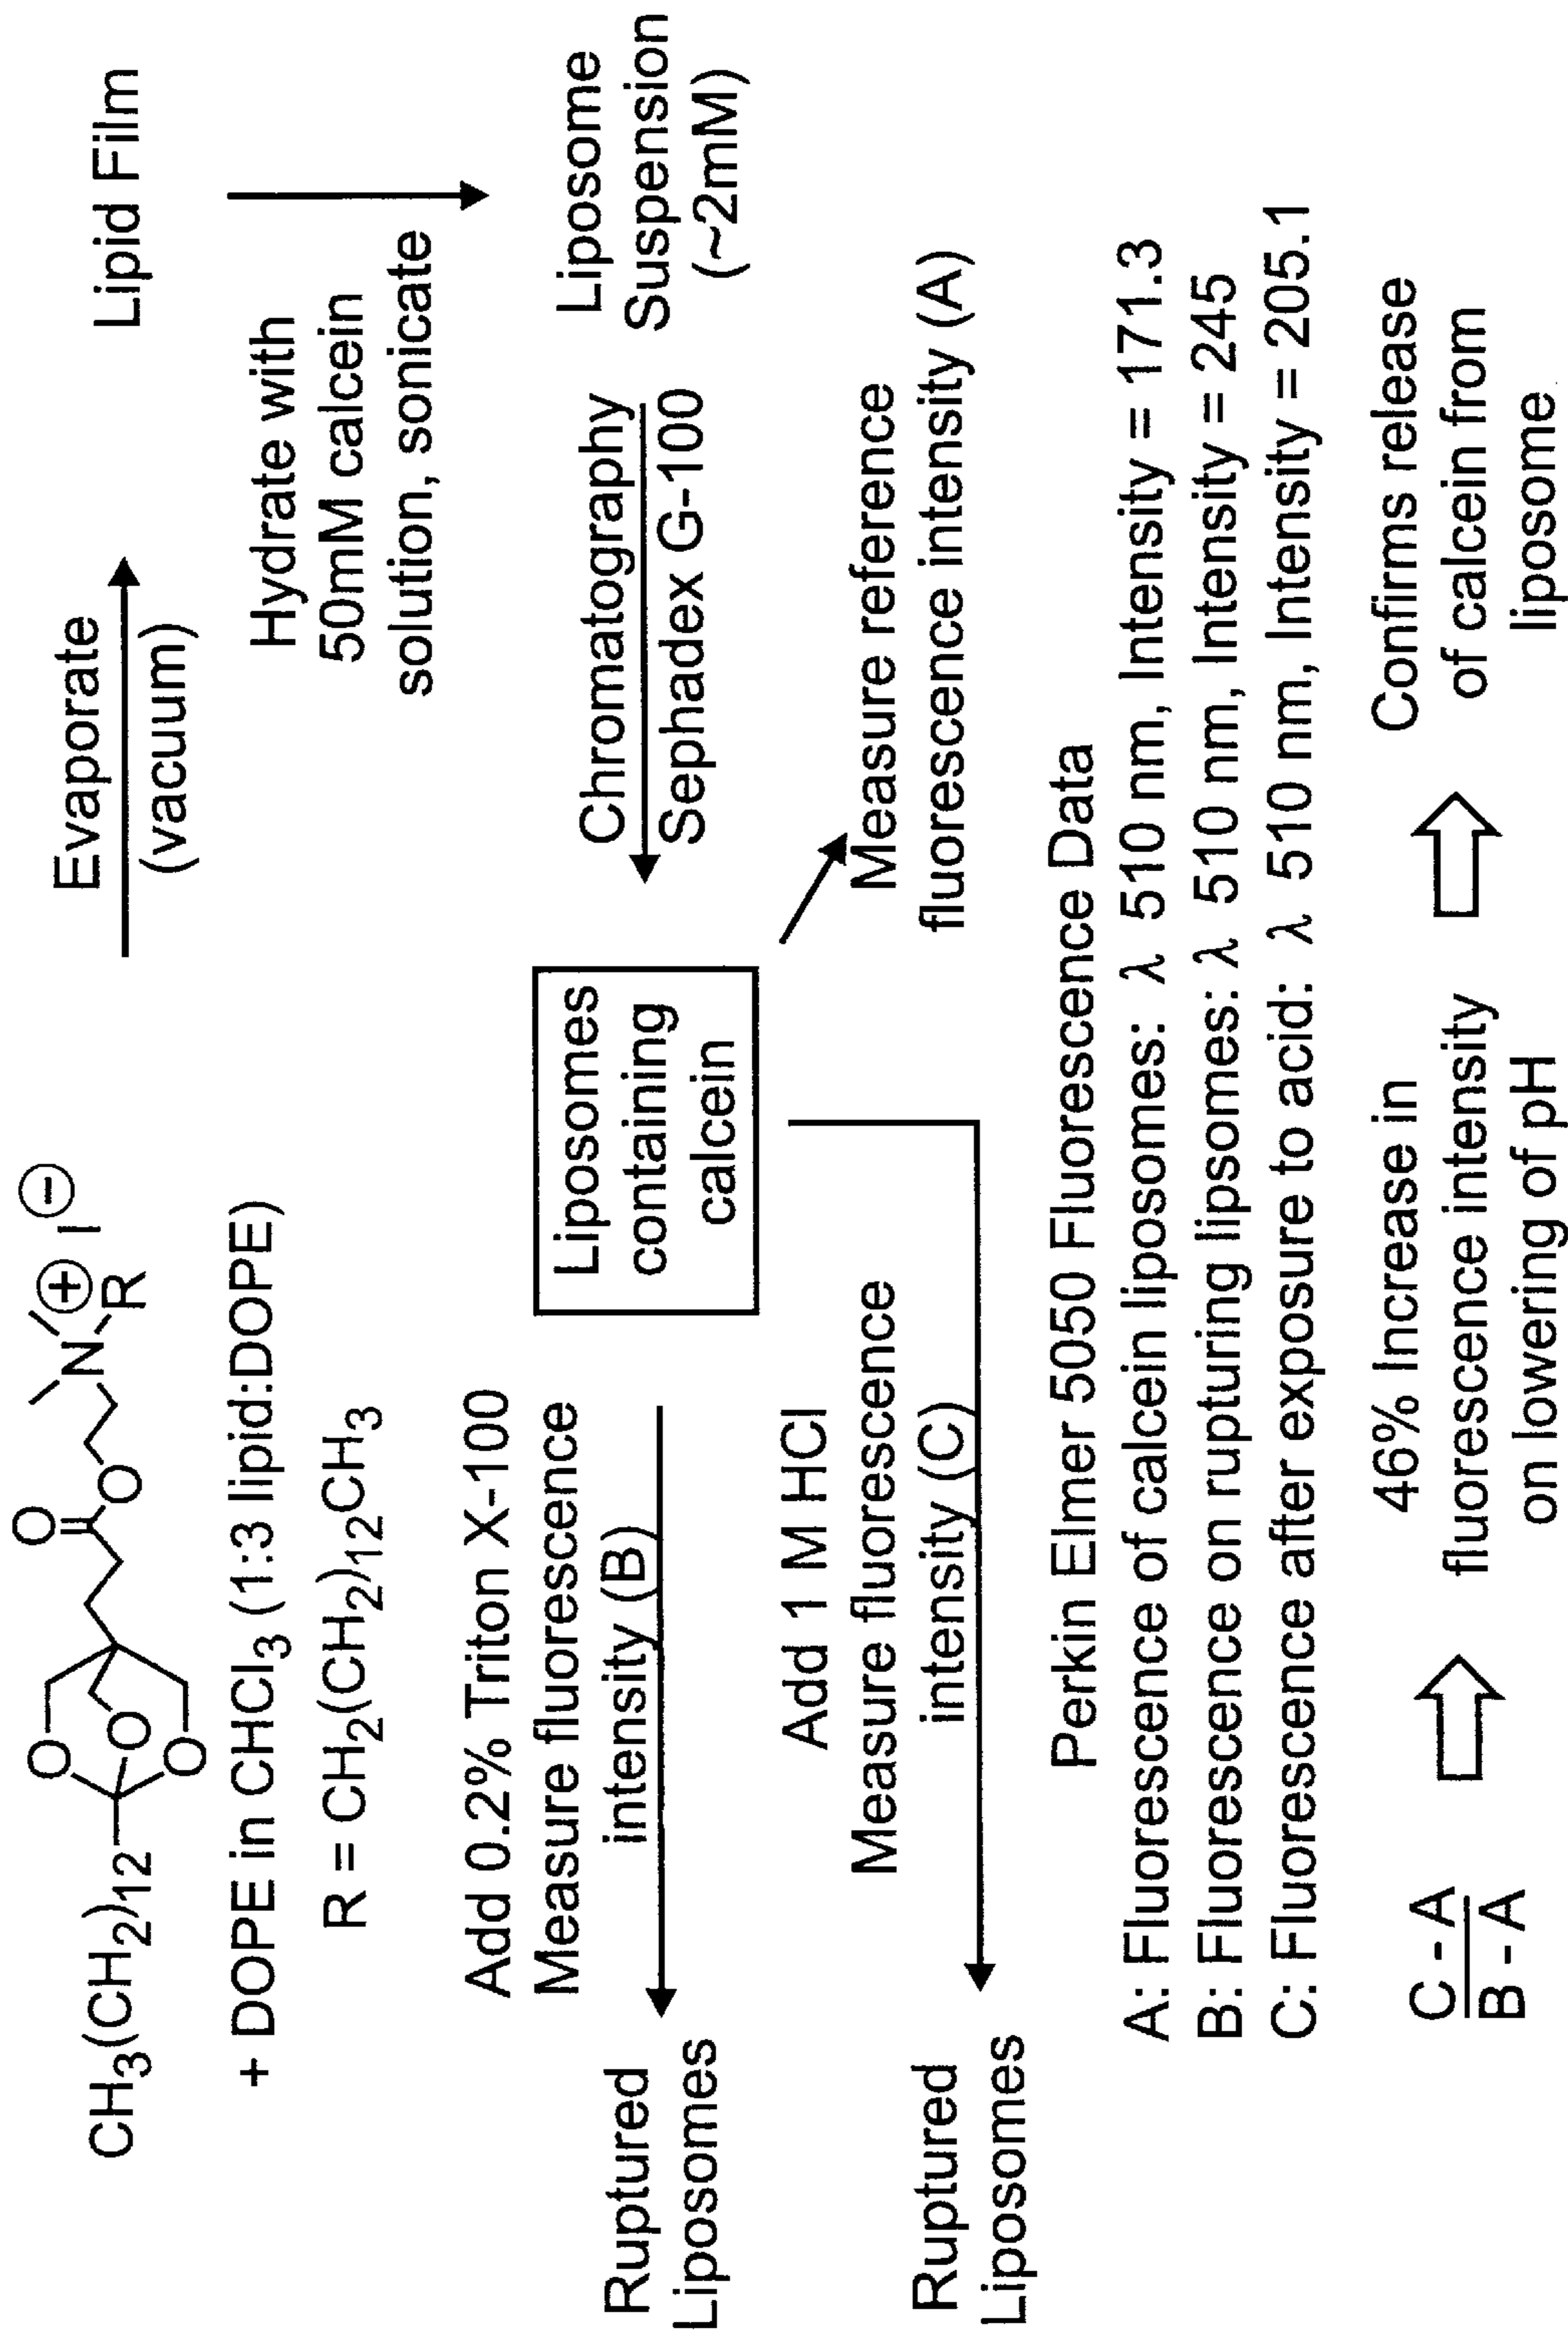 CH3(CH2)12
O
O
O
O
O
N
+
R
I
−
+ DOPE in CHCl3 (1:3 lipid:DOPE)
R = CH2(CH2)12CH3
Evaporate
(vacuum)
Lipid Film
Hydrate with
50mM calcein
solution, sonicate
Liposome
Suspension
(~2mM)
Chromatography
Sephadex G-100
Liposomes
containing
calcein
Measure reference
fluorescence intensity (A)
Add 0.2% Triton X-100
Measure fluorescence
intensity (B)
Ruptured
Liposomes
Add 1 M HCl
Measure fluorescence
intensity (C)
Ruptured
Liposomes
Perkin Elmer 5050 Fluorescence Data
A: Fluorescence of calcein liposomes: λ 510 nm, Intensity = 171.3
B: Fluorescence on rupturing lipsomes: λ 510 nm, Intensity = 245
C: Fluorescence after exposure to acid: λ 510 nm, Intensity = 205.1
C - A
B - A
46% Increase in
fluorescence intensity
on lowering of pH
Confirms release
of calcein from
liposome